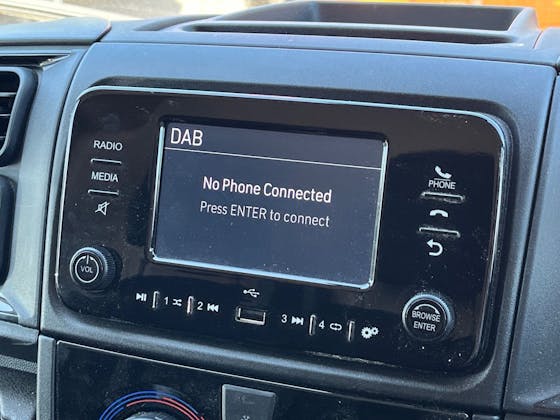 DAB
No Phone Connected
Press ENTER to connect
RADIO
MEDIA
VOL
PHONE
BROWSE
ENTER
1
2
3
4